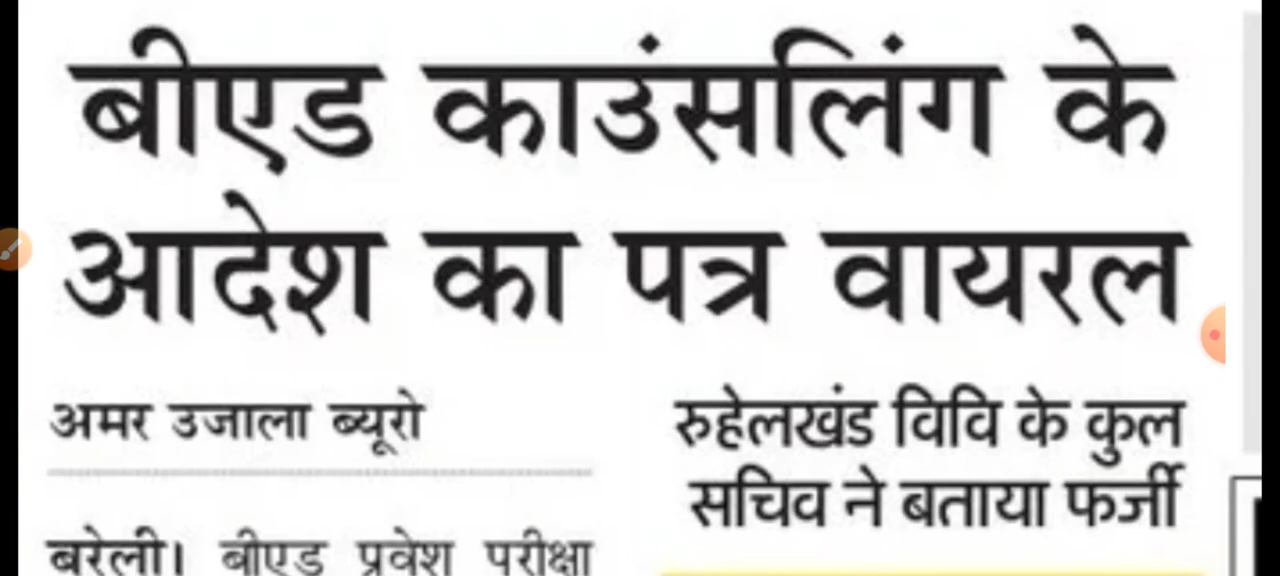 बीएड काउंसलिंग के
आदेश का पत्र वायरल
अमर उजाला ब्यूरो
रुहेलखंड विवि के कुल
सचिव ने बताया फर्जी
बरेली। बीएड प्रवेश परीक्षा